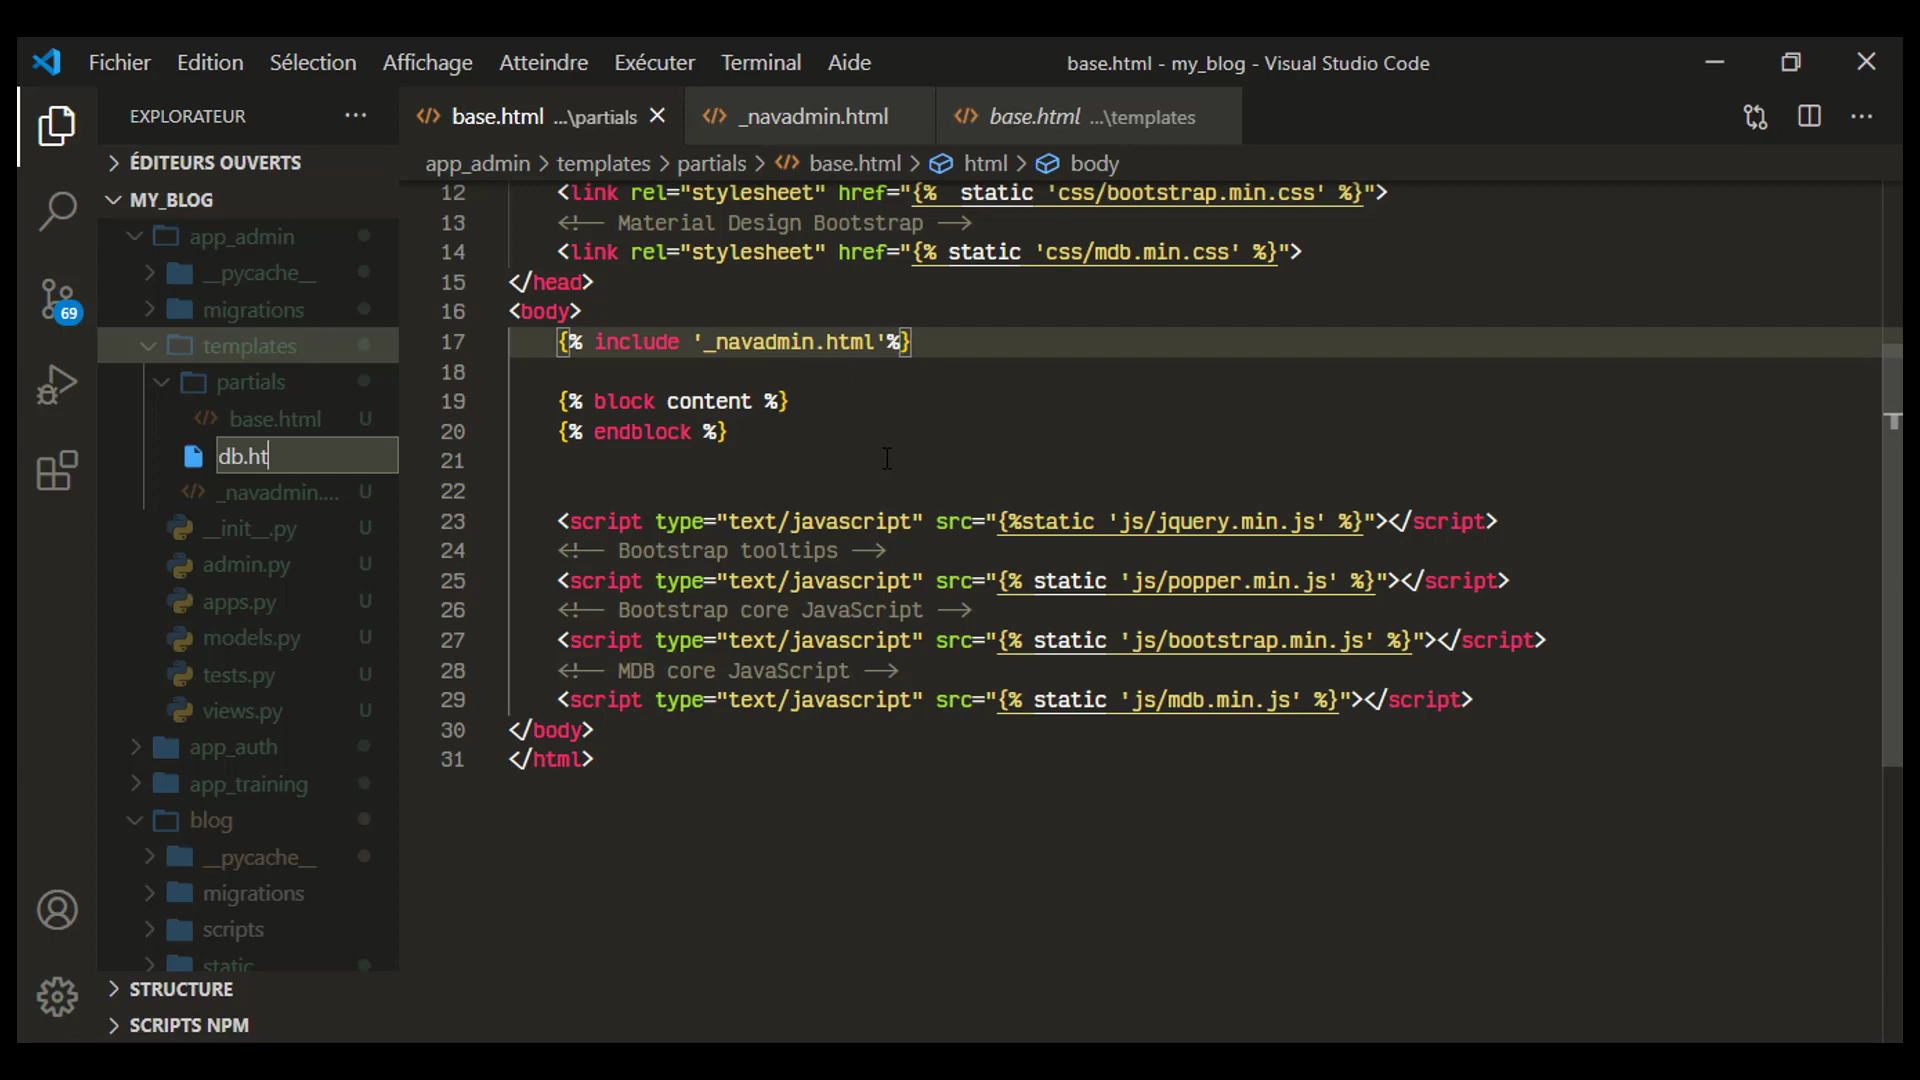 Fichier Edition Sélection Affichage Atteindre Exécuter Terminal Aide base.html - my_blog - Visual Studio Code
EXPLORATEUR
base.html ...\partials
_navadmin.html
base.html ...\templates
ÉDITEURS OUVERTS
app_admin > templates > partials > base.html > html > body
MY_BLOG
app_admin
__pycache__
migrations
templates
partials
base.html U
db.ht
_navadmin.... U
__init__.py U
admin.py U
apps.py U
models.py U
tests.py U
views.py U
app_auth
app_training
blog
__pycache__
migrations
scripts
static
STRUCTURE
SCRIPTS NPM
69
12 <link rel="stylesheet" href="{%  static 'css/bootstrap.min.css' %}">
13 <!-- Material Design Bootstrap -->
14 <link rel="stylesheet" href="{% static 'css/mdb.min.css' %}">
15 </head>
16 <body>
17 {% include '_navadmin.html'%}
18
19 {% block content %}
20 {% endblock %}
21
22
23 <script type="text/javascript" src="{%static 'js/jquery.min.js' %}"></script>
24 <!-- Bootstrap tooltips -->
25 <script type="text/javascript" src="{% static 'js/popper.min.js' %}"></script>
26 <!-- Bootstrap core JavaScript -->
27 <script type="text/javascript" src="{% static 'js/bootstrap.min.js' %}"></script>
28 <!-- MDB core JavaScript -->
29 <script type="text/javascript" src="{% static 'js/mdb.min.js' %}"></script>
30 </body>
31 </html>